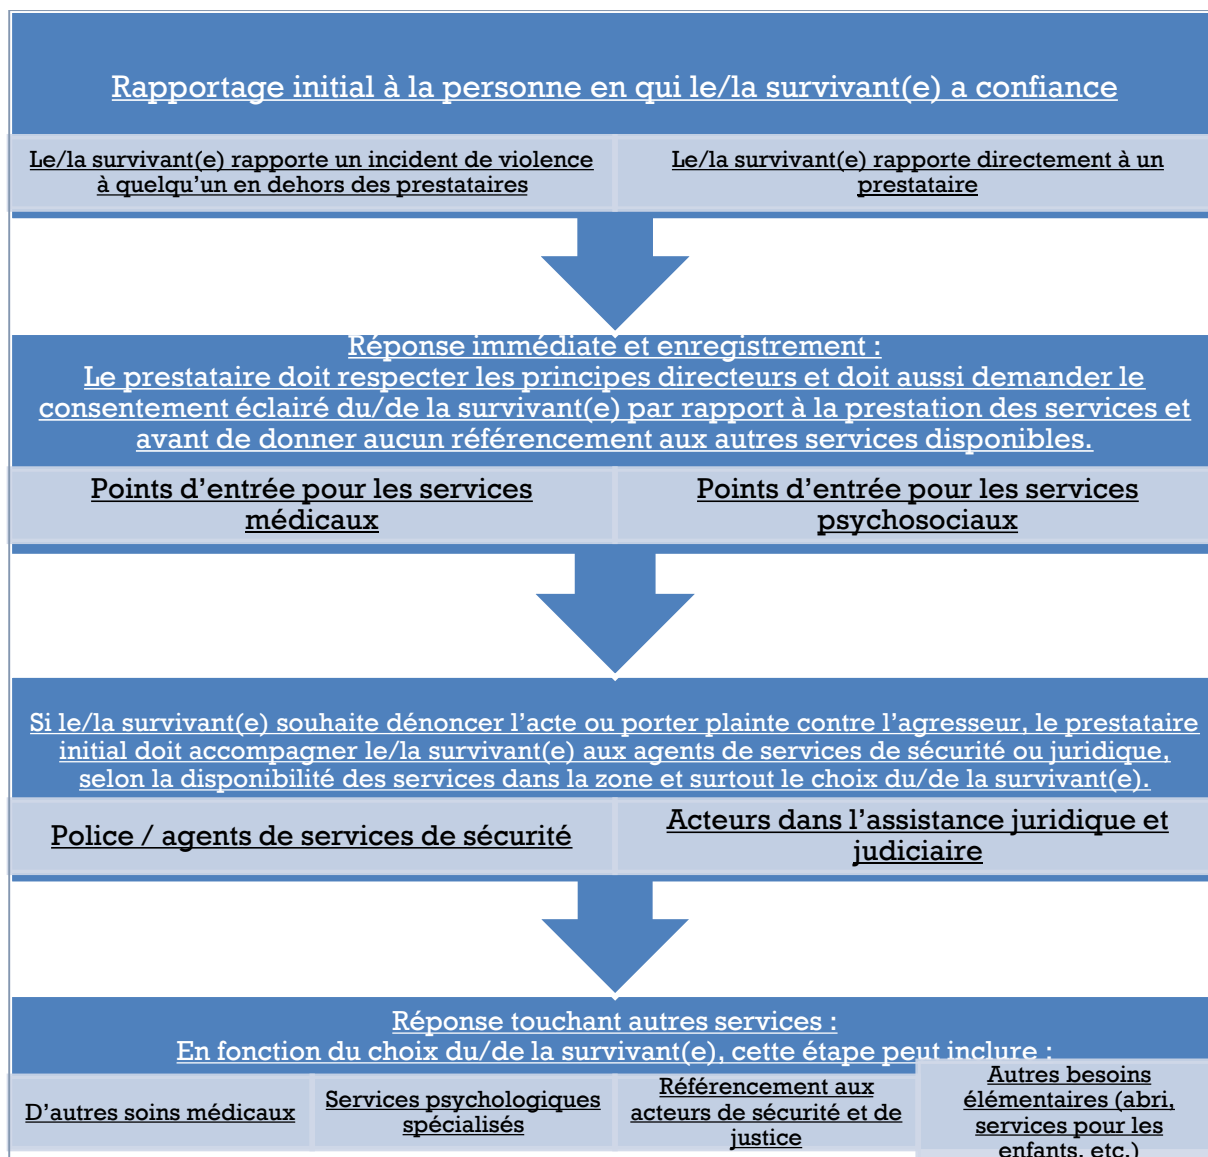 Rapportage initial à la personne en qui le/la survivant(e) a confiance
Le/la survivant(e) rapporte un incident de violence
à quelqu'un en dehors des prestataires
Le/la survivant(e) rapporte directement à un
prestataire
Réponse immédiate et enregistrement :
Le prestataire doit respecter les principes directeurs et doit aussi demander le
consentement éclairé du/de la survivant(e) par rapport à la prestation des services et
avant de donner aucun référencement aux autres services disponibles.
Points d'entrée pour les services
médicaux
Points d'entrée pour les services
psychosociaux
Si le/la survivant(e) souhaite dénoncer l'acte ou porter plainte contre l'agresseur, le prestataire
initial doit accompagner le/la survivant(e) aux agents de services de sécurité ou juridique,
selon la disponibilité des services dans la zone et surtout le choix du/de la survivant(e).
Police / agents de services de sécurité
Acteurs dans l'assistance juridique et
judiciaire
Réponse touchant autres services :
En fonction du choix du/de la survivant(e), cette étape peut inclure :
D'autres soins médicaux
Services psychologiques
spécialisés
Référencement aux
acteurs de sécurité et de
justice
Autres besoins
élémentaires (abri,
services pour les
enfants, etc.)